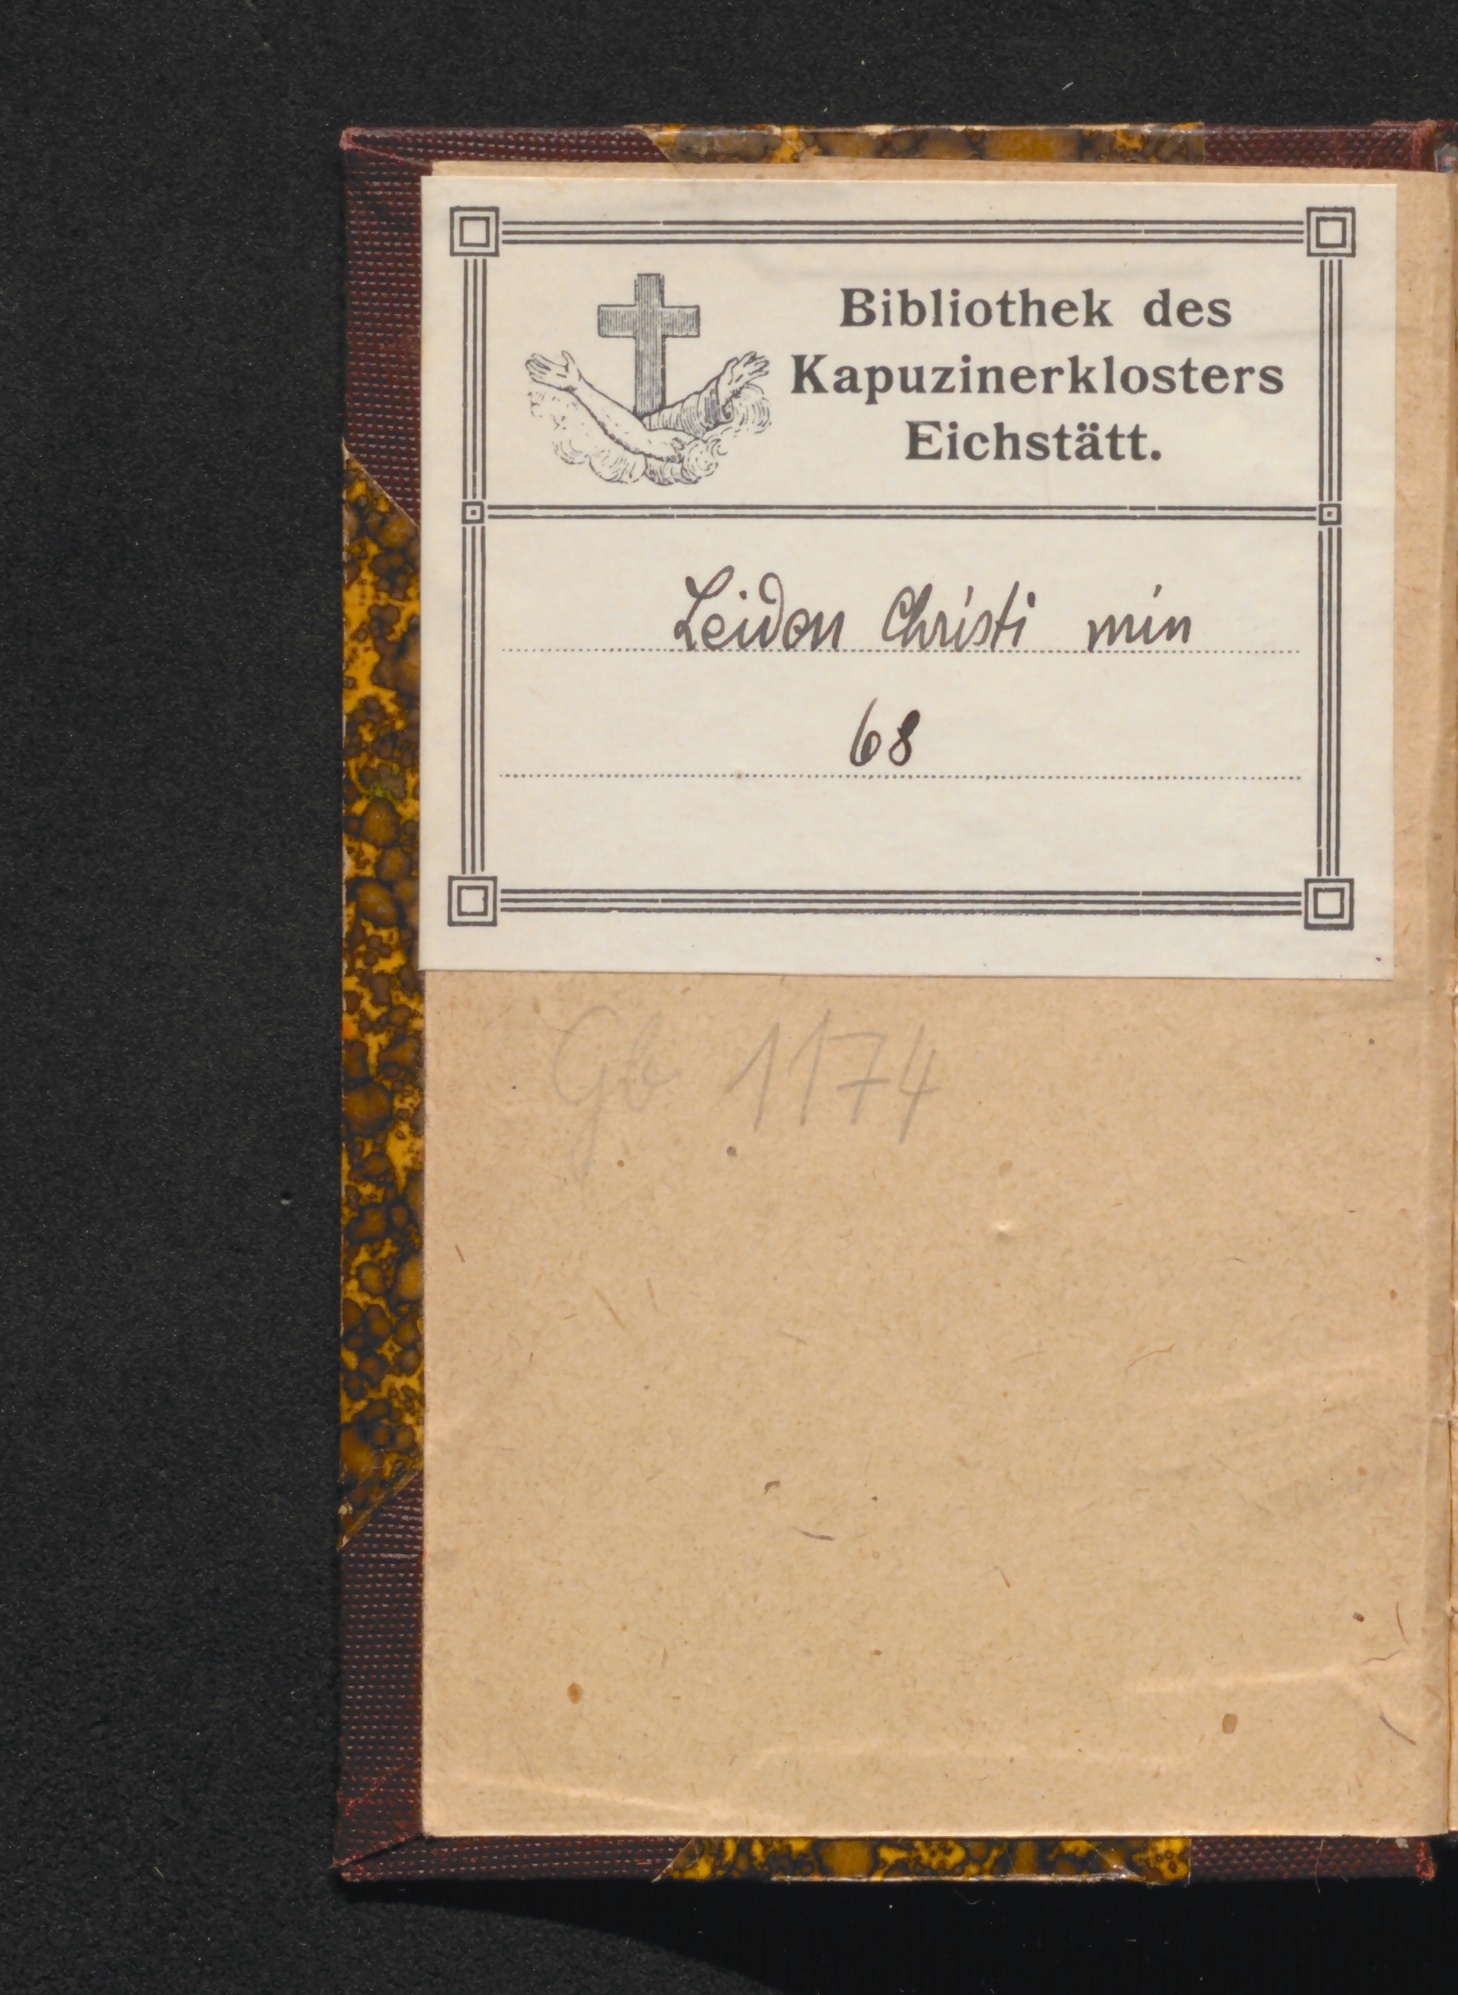 Bibliothek des
Kapuzinerklosters
Eichstätt.
Leiden Christi min
68
Gb 1174